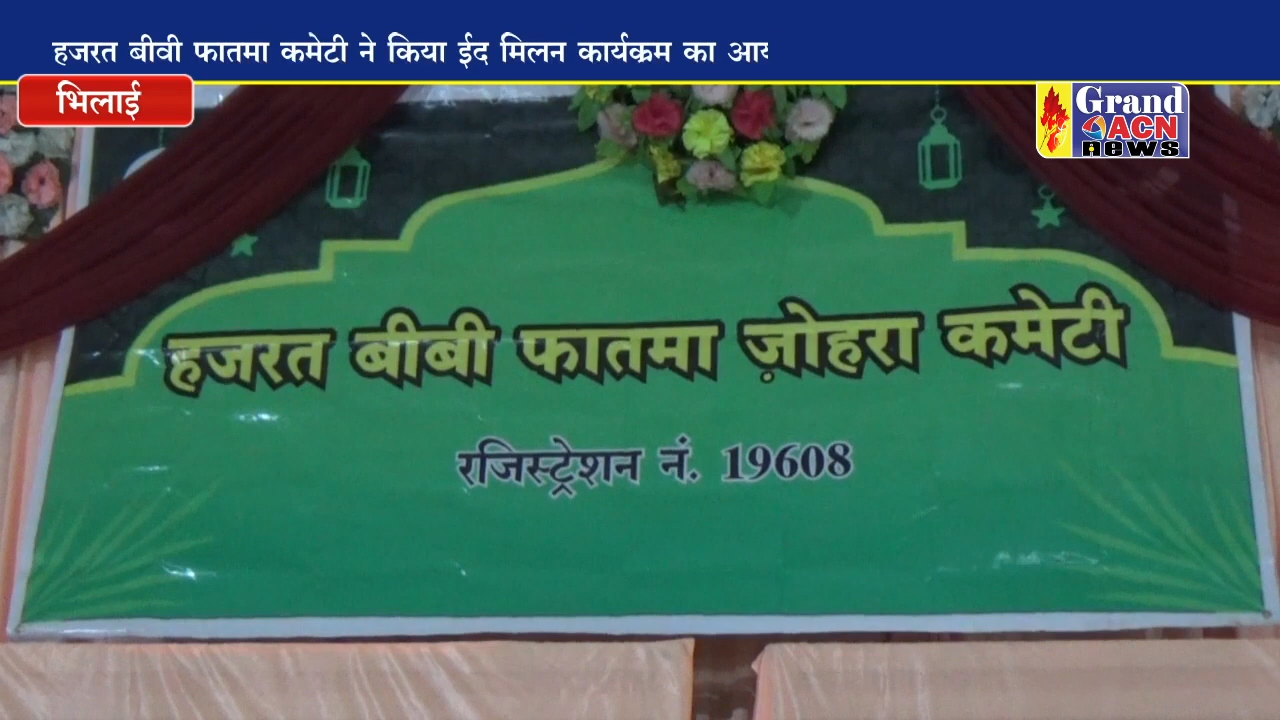 हजरत बीवी फातमा कमेटी ने किया ईद मिलन कार्यक्रम का
भिलाई
Grand
ACN
news
हजरत बीबी फातमा ज़ोहरा कमेटी
रजिस्ट्रेशन नं. 19608